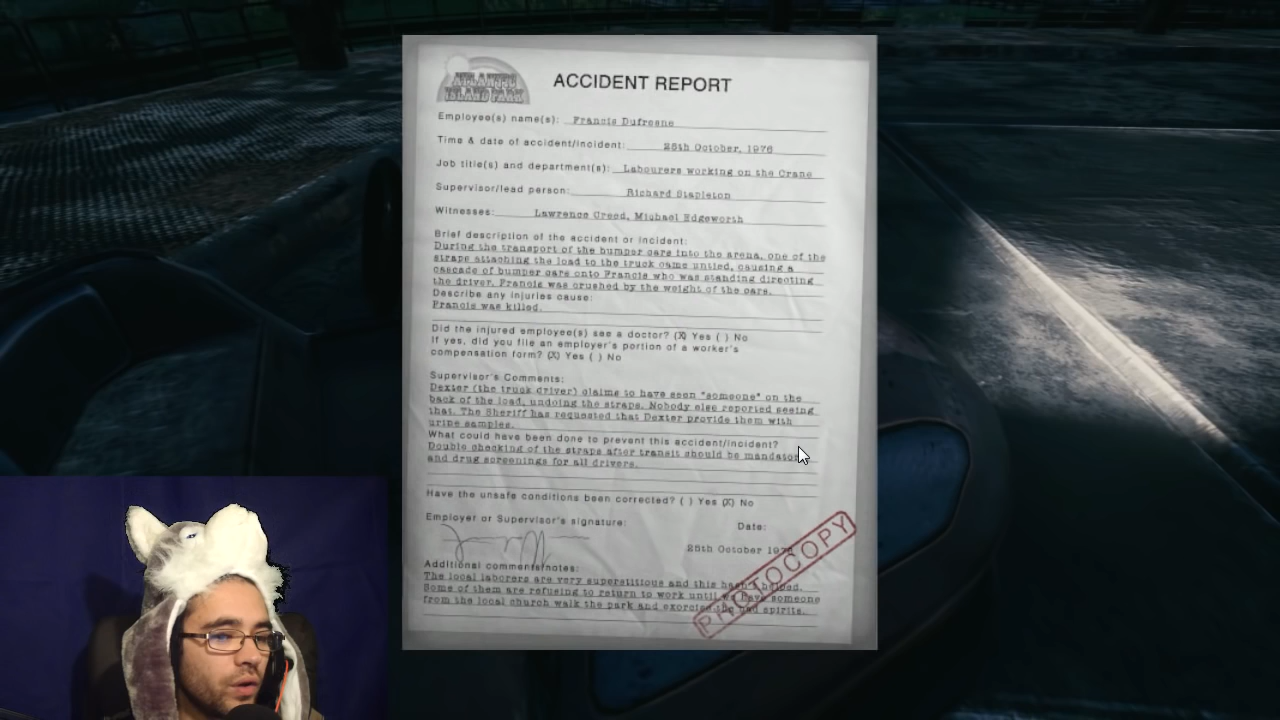 ATLANTIC
ISLAND PARK
ACCIDENT REPORT
Employee(s) name(s): Francis Dufresne
Time & date of accident/incident: 25th October, 1976
Job title(s) and department(s): Labourers working on the Crane
Supervisor/lead person: Richard Stapleton
Witnesses: Lawrence Creed, Michael Edgeworth
Brief description of the accident or incident:
During the transport of the bumper cars into the arena, one of the
straps attaching the load to the truck came untied, causing a
cascade of bumper cars onto Francis who was standing directing
the driver. Francis was crushed by the weight of the cars.
Describe any injuries cause:
Francis was killed.
Did the injured employee(s) see a doctor? (X) Yes ( ) No
If yes, did you file an employer's portion of a worker's
compensation form? (X) Yes ( ) No
Supervisor's Comments:
Dexter (the truck driver) claims to have seen "someone" on the
back of the load, undoing the straps. Nobody else reported seeing
that. The Sheriff has requested that Dexter provide them with
urine samples.
What could have been done to prevent this accident/incident?
Double checking of the straps after transit should be mandatory
and drug screenings for all drivers.
Have the unsafe conditions been corrected? ( ) Yes (X) No
Employer or Supervisor's signature:
Date:
25th October 1976
Additional comments/notes:
The local laborers are very superstitious and this hasn't helped.
Some of them are refusing to return to work until we have someone
from the local church walk the park and exorcise the bad spirits.
PHOTOCOPY